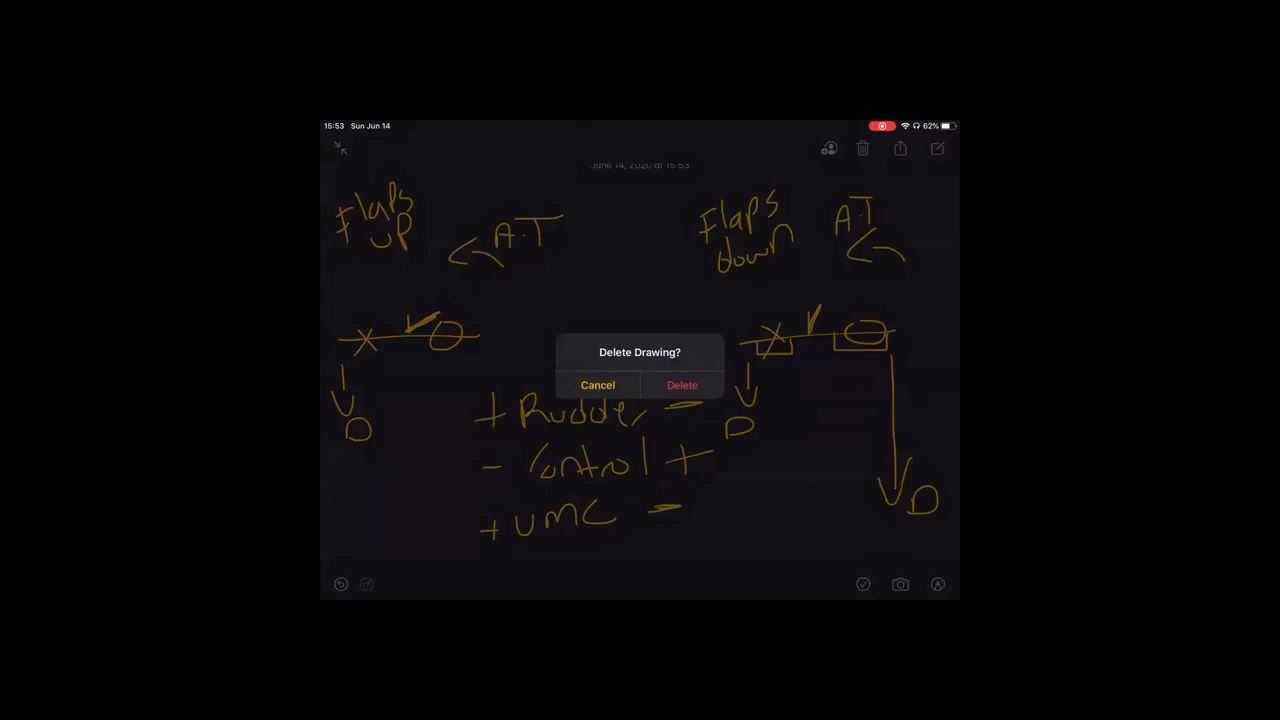 15:53 Sun Jun 14 62%
June 14, 2020 at 15:53
Flaps
up
A.T
Flaps
down
A.T
Delete Drawing?
Cancel Delete
+ Rudder -
- Control +
+ VMC -
D
D
D